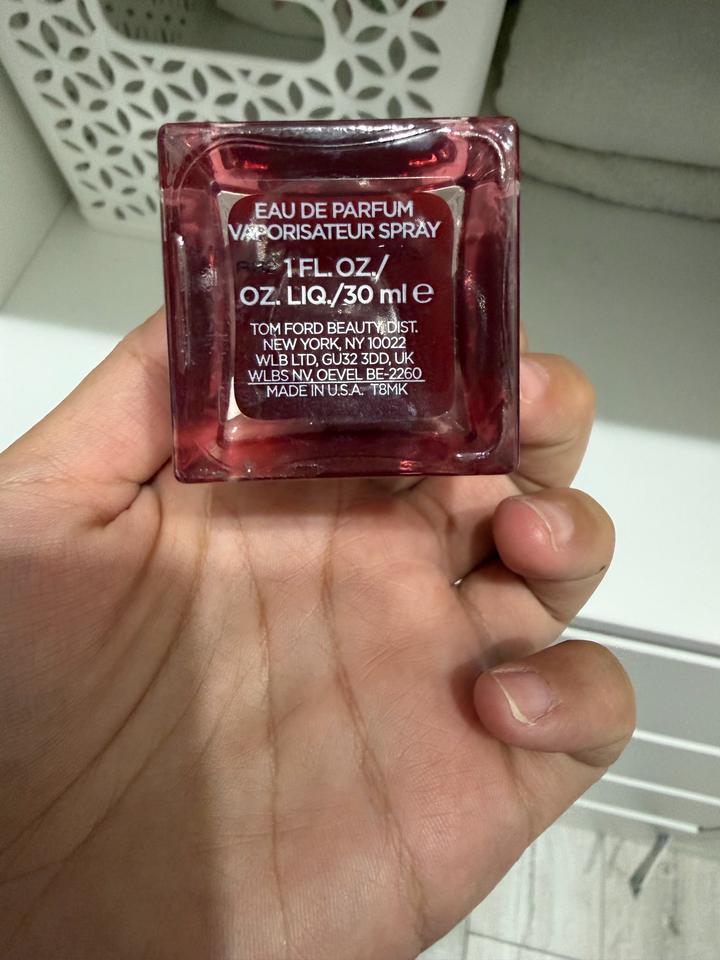 EAU DE PARFUM
VAPORISATEUR SPRAY
1 FL. OZ./
OZ. LIQ./30 ml e
TOM FORD BEAUTY, DIST.
NEW YORK, NY 10022
WLB LTD, GU32 3DD, UK
WLBS NV, OEVEL BE-2260
MADE IN U.S.A. T8MK